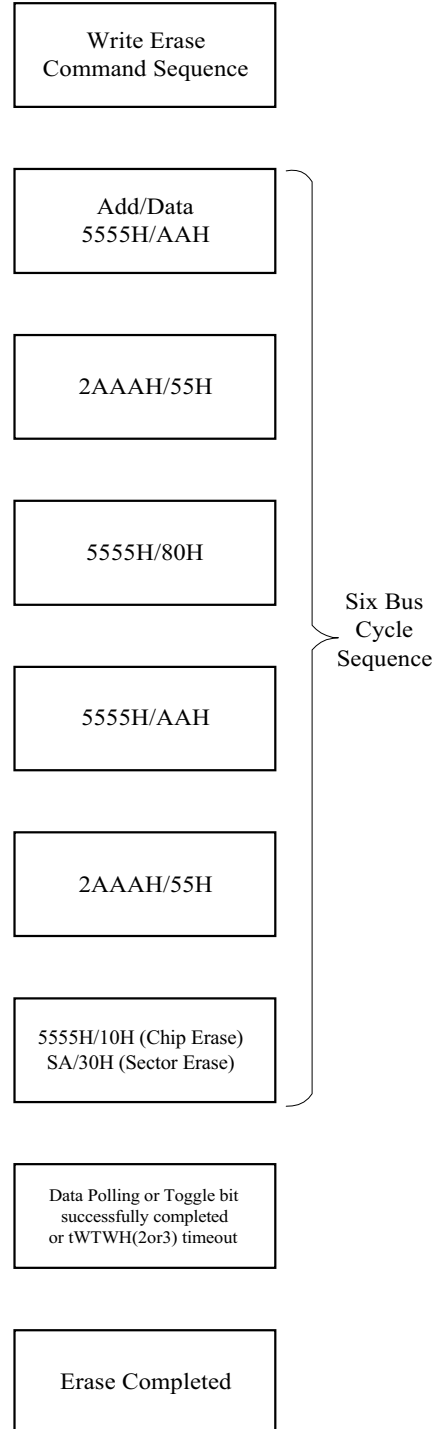 Write Erase
Command Sequence
Add/Data
5555H/AAH
2AAAH/55H
5555H/80H
5555H/AAH
2AAAH/55H
5555H/10H (Chip Erase)
SA/30H (Sector Erase)
Six Bus
Cycle
Sequence
Data Polling or Toggle bit
successfully completed
or tWTWH(2or3) timeout
Erase Completed